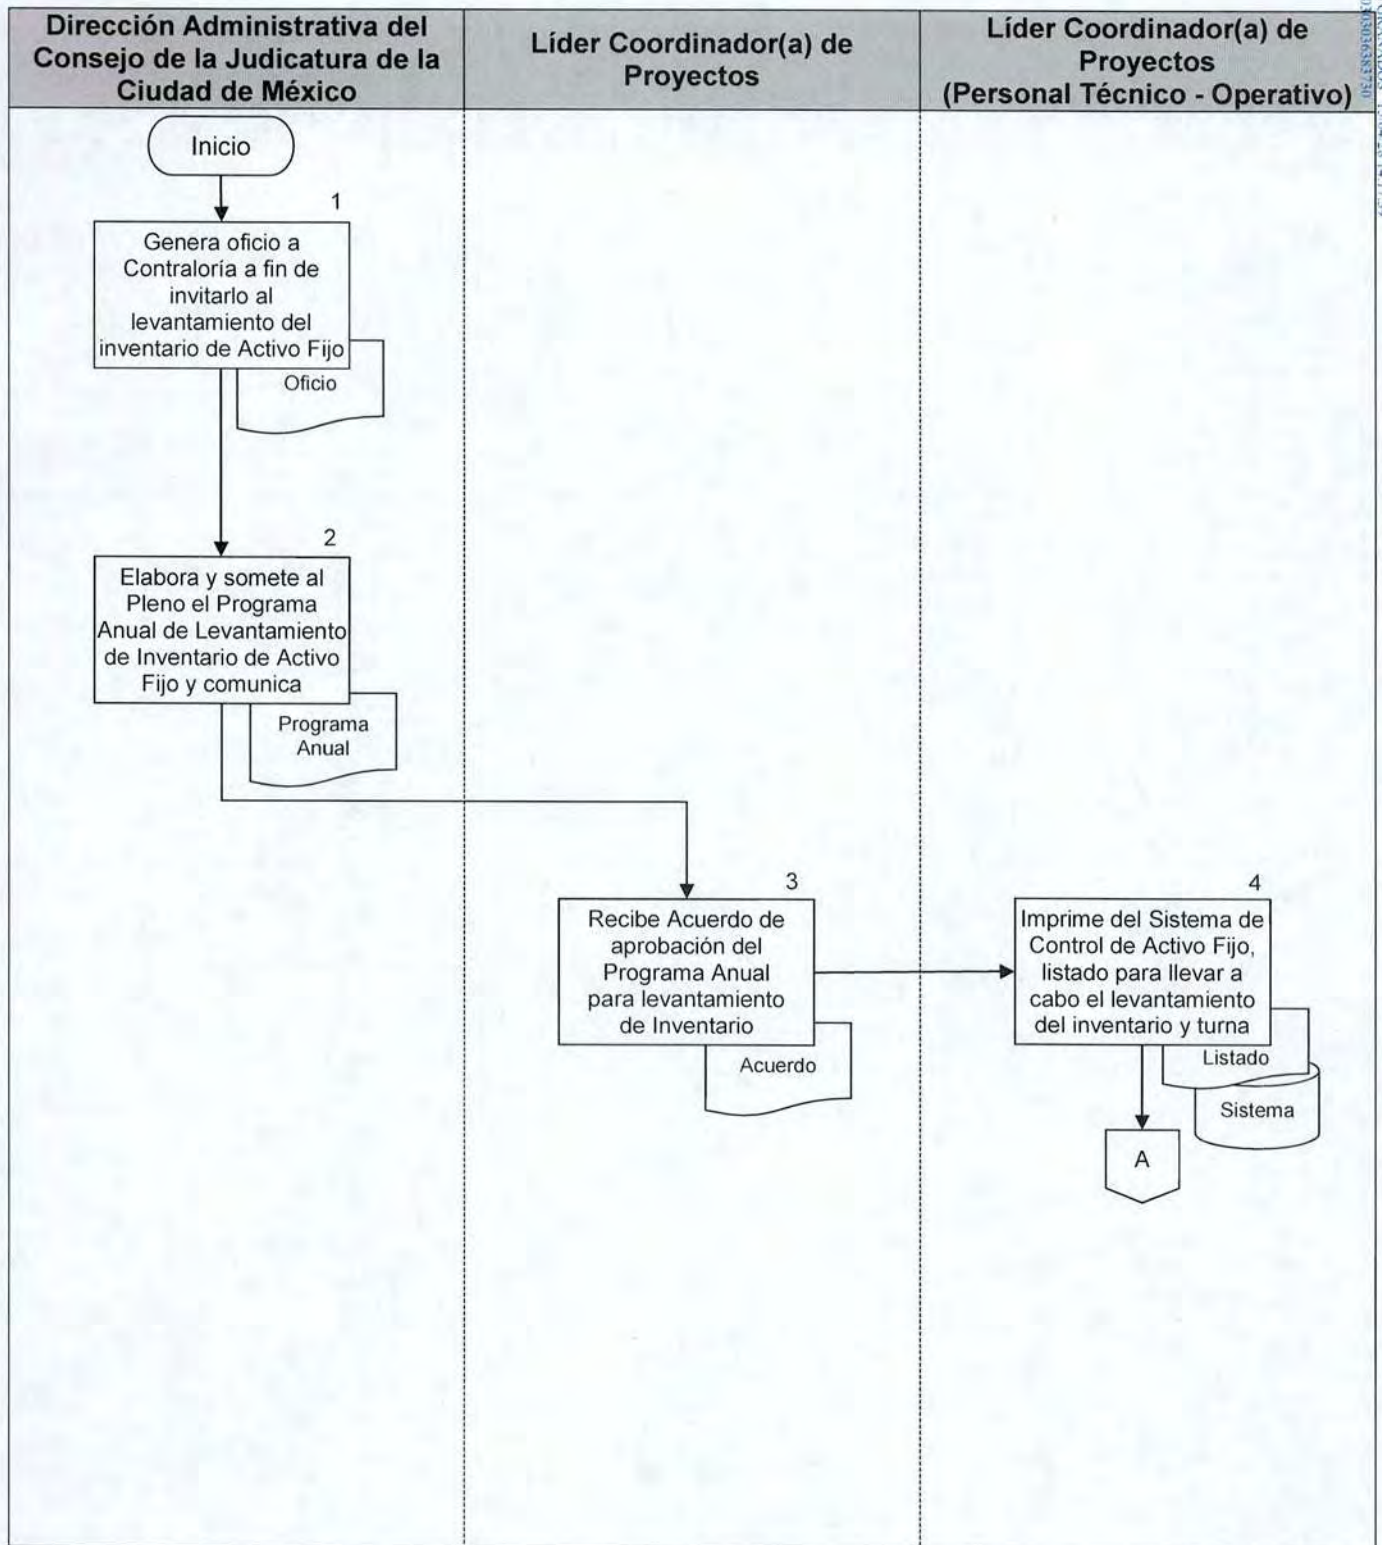 Dirección Administrativa del
Consejo de la Judicatura de la
Ciudad de México
Líder Coordinador(a) de
Proyectos
Líder Coordinador(a) de
Proyectos
(Personal Técnico - Operativo)
Inicio
1
Genera oficio a
Contraloría a fin de
invitarlo al
levantamiento del
inventario de Activo Fijo
Oficio
2
Elabora y somete al
Pleno el Programa
Anual de Levantamiento
de Inventario de Activo
Fijo y comunica
Programa
Anual
3
Recibe Acuerdo de
aprobación del
Programa Anual
para levantamiento
de Inventario
Acuerdo
4
Imprime del Sistema de
Control de Activo Fijo,
listado para llevar a
cabo el levantamiento
del inventario y turna
Listado
Sistema
A